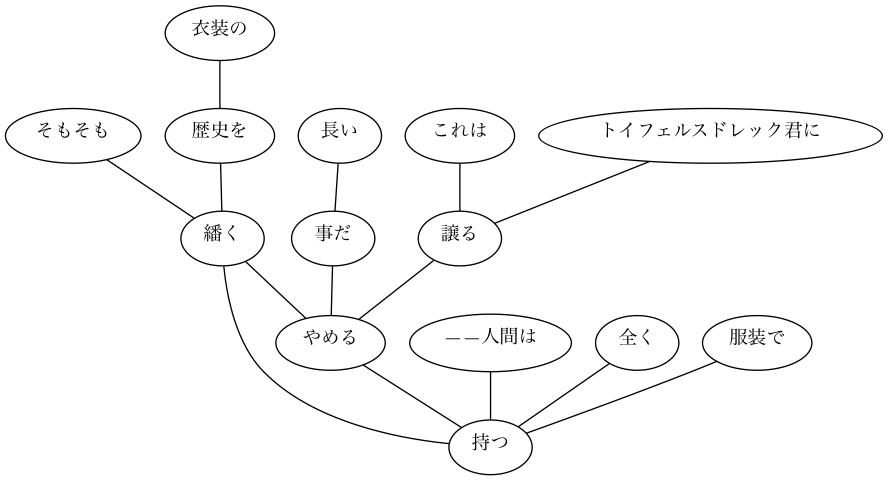 衣装の
そもそも
歴史を
長い
これは
トイフェルスドレック君に
繙く
事だ
譲る
やめる
——人間は
全く
服装で
持つ